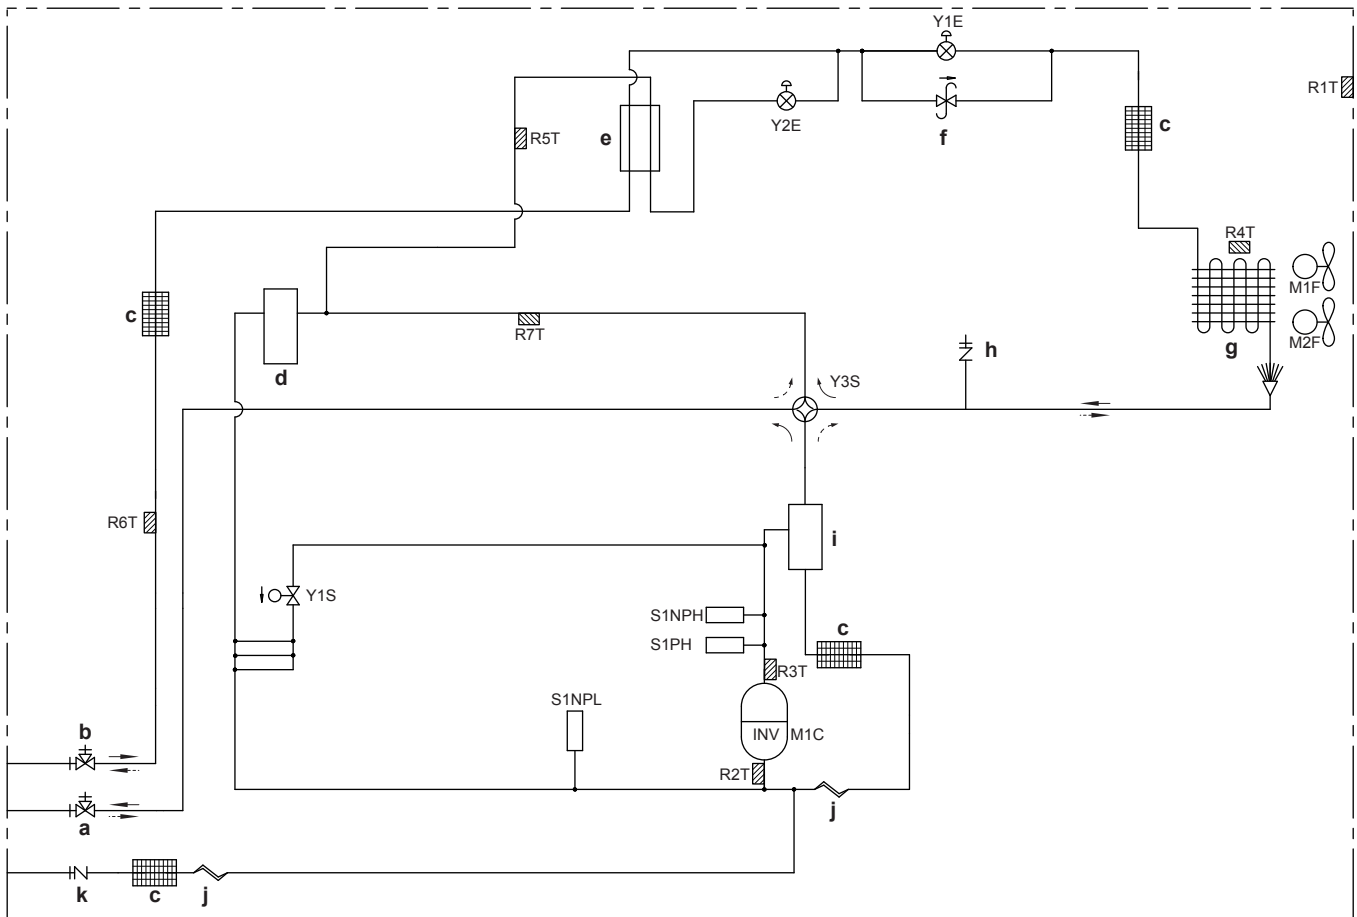 Y1E
R1T
c
Y2E
f
R5T
e
R4T
M1F
c
R7T
M2F
g
h
d
Y3S
R6T
i
Y1S
S1NPH
c
S1PH
R3T
S1NPL
b
INV
M1C
R2T
j
a
k
c
j